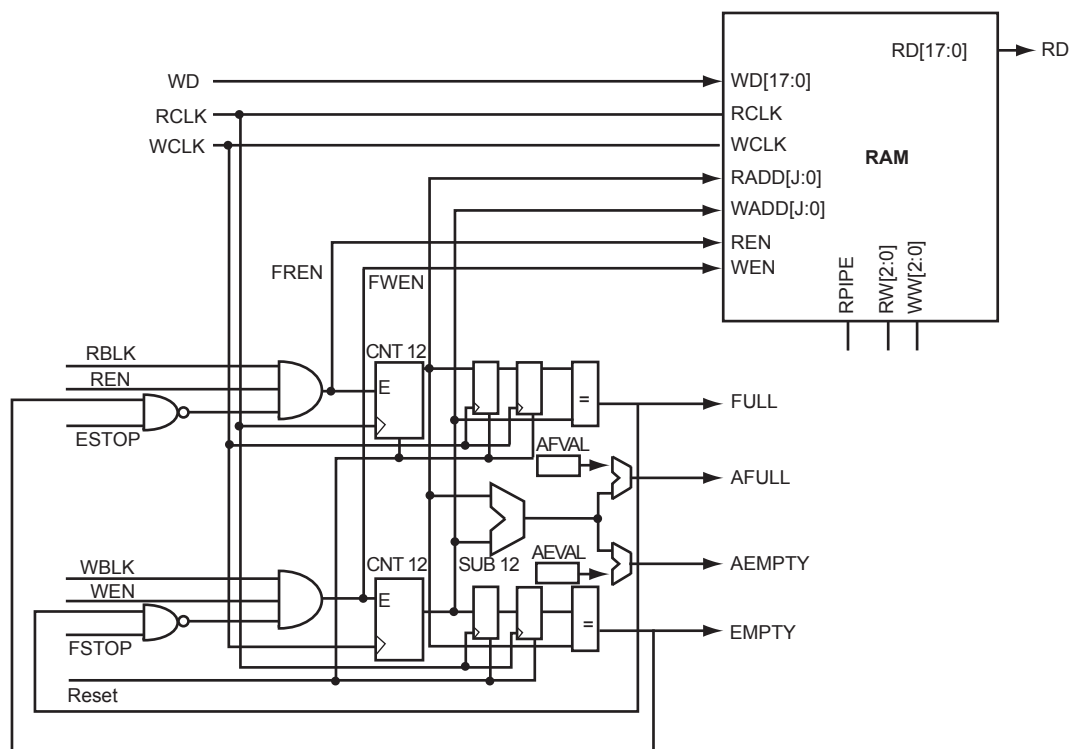 RD[17:0]
RD
WD
WD[17:0]
RCLK
RCLK
WCLK
WCLK
RAM
RADD[J:0]
WADD[J:0]
REN
FREN
WEN
FWEN
RPIPE
RW[2:0]
WW[2:0]
CNT 12
RBLK
E
REN
=
FULL
ESTOP
AFVAL
AFULL
CNT 12
SUB 12
AEVAL
AEMPTY
WBLK
E
WEN
=
EMPTY
FSTOP
Reset